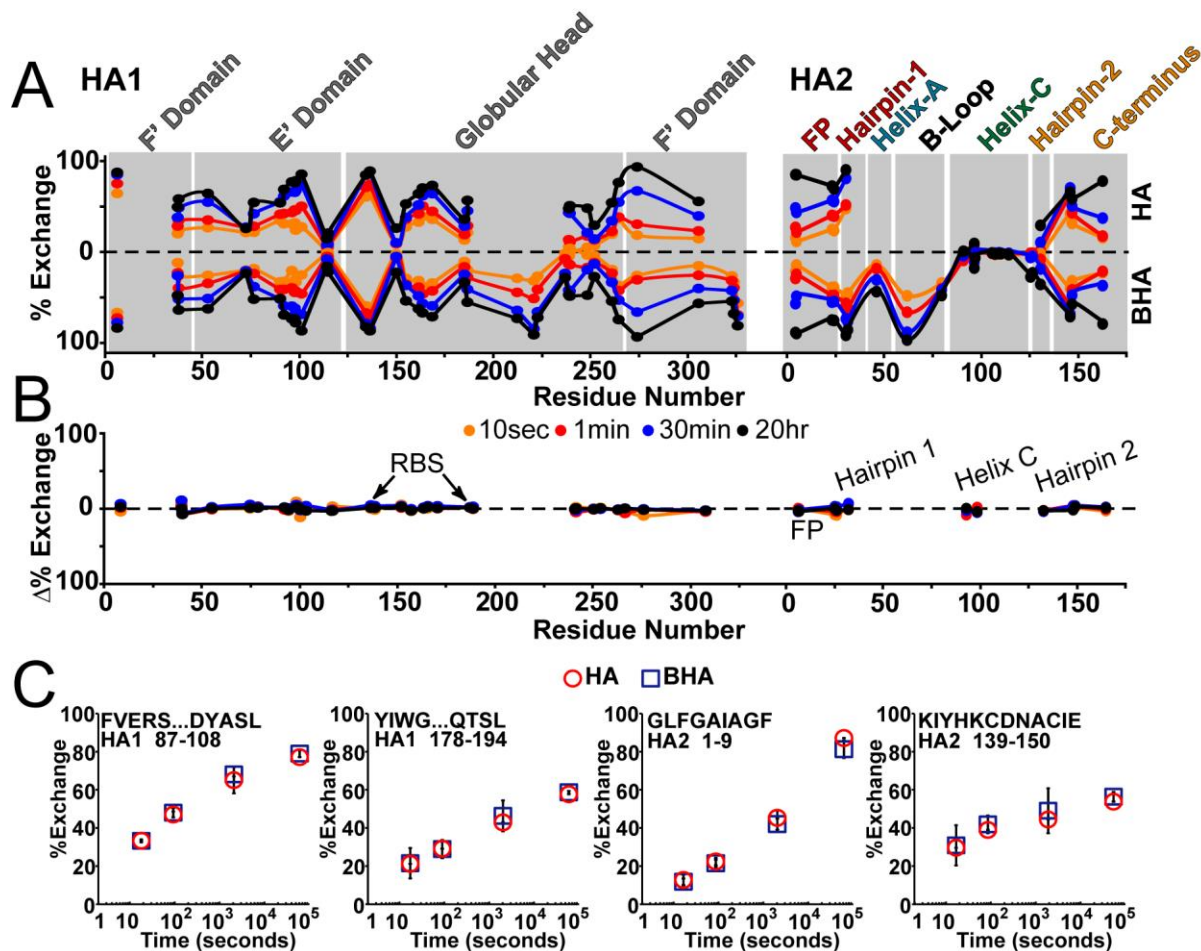 A
HA1
F' Domain
E' Domain
Globular Head
F' Domain
HA2
FP
Hairpin-1
Helix-A
B-Loop
Helix-C
Hairpin-2
C-terminus
% Exchange
100
0
100
HA
BHA
0 50 100 150 200 250 300
0 50 100 150
Residue Number
B
10sec 1min 30min 20hr
Δ% Exchange
100
0
100
RBS
FP
Hairpin 1
Helix C
Hairpin 2
0 50 100 150 200 250 300
0 50 100 150
Residue Number
C
HA BHA
FVERS...DYASL
HA1 87-108
%Exchange
100
80
60
40
20
0
1 10 10² 10³ 10⁴ 10⁵
Time (seconds)
YIWG...QTSL
HA1 178-194
%Exchange
100
80
60
40
20
0
1 10 10² 10³ 10⁴ 10⁵
Time (seconds)
GLFGAIAGF
HA2 1-9
%Exchange
100
80
60
40
20
0
1 10 10² 10³ 10⁴ 10⁵
Time (seconds)
KIYHKCDNACIE
HA2 139-150
%Exchange
100
80
60
40
20
0
1 10 10² 10³ 10⁴ 10⁵
Time (seconds)